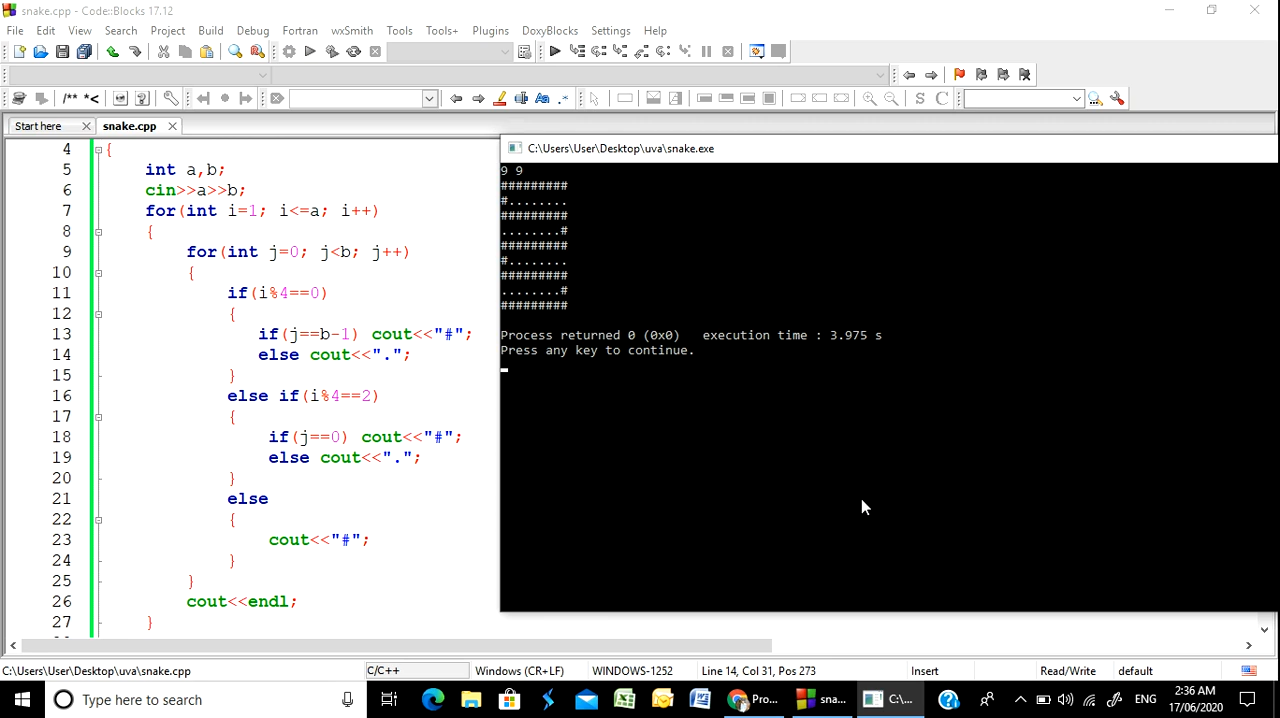 snake.cpp - Code::Blocks 17.12
File Edit View Search Project Build Debug Fortran wxSmith Tools Tools+ Plugins DoxyBlocks Settings Help
/** *<
S C
Start here snake.cpp
4 {
5 int a,b;
6 cin>>a>>b;
7 for(int i=1; i<=a; i++)
8 {
9 for(int j=0; j<b; j++)
10 {
11 if(i%4==0)
12 {
13 if(j==b-1) cout<<"#";
14 else cout<<".";
15 }
16 else if(i%4==2)
17 {
18 if(j==0) cout<<"#";
19 else cout<<".";
20 }
21 else
22 {
23 cout<<"#";
24 }
25 }
26 cout<<endl;
27 }
C:\Users\User\Desktop\uva\snake.exe
9 9
#########
#........
#########
........#
#########
#........
#########
........#
#########
Process returned 0 (0x0)   execution time : 3.975 s
Press any key to continue.
C:\Users\User\Desktop\uva\snake.cpp C/C++ Windows (CR+LF) WINDOWS-1252 Line 14, Col 31, Pos 273 Insert Read/Write default
Type here to search Pro... sna... C:\... ENG 2:36 AM
17/06/2020